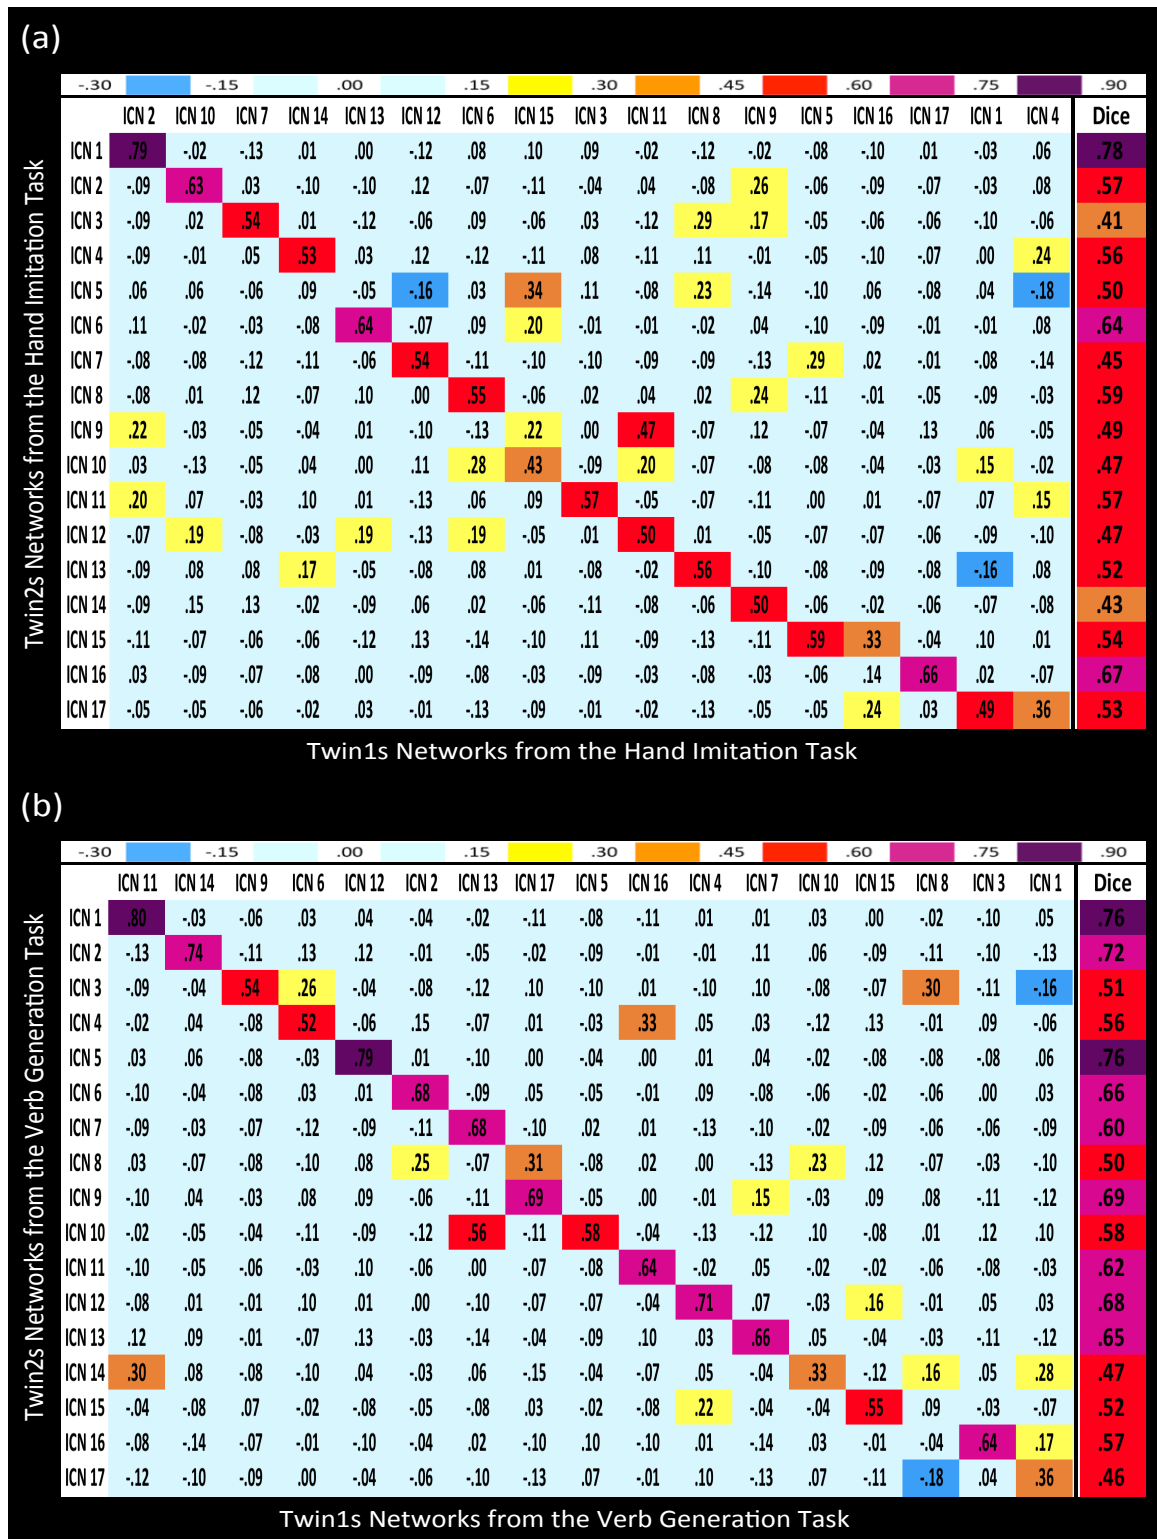 (a)
-.30 -.15 .00 .15 .30 .45 .60 .75 .90
ICN 2 ICN 10 ICN 7 ICN 14 ICN 13 ICN 12 ICN 6 ICN 15 ICN 3 ICN 11 ICN 8 ICN 9 ICN 5 ICN 16 ICN 17 ICN 1 ICN 4 Dice
ICN 1 .79 -.02 -.13 .01 .00 -.12 .08 .10 .09 -.02 -.12 -.02 -.08 -.10 .01 -.03 .06 .78
ICN 2 -.09 .63 .03 -.10 -.10 .12 -.07 -.11 -.04 .04 -.08 .26 -.06 -.09 -.07 -.03 .08 .57
ICN 3 -.09 .02 .54 .01 -.12 -.06 .09 -.06 .03 -.12 .29 .17 -.05 -.06 -.06 -.10 -.06 .41
ICN 4 -.09 -.01 .05 .53 .03 .12 -.12 -.11 .08 -.11 .11 -.01 -.05 -.10 -.07 .00 .24 .56
ICN 5 .06 .06 -.06 .09 -.05 -.16 .03 .34 .11 -.08 .23 -.14 -.10 .06 -.08 .04 -.18 .50
ICN 6 .11 -.02 -.03 -.08 .64 -.07 .09 .20 -.01 -.01 -.02 .04 -.10 -.09 -.01 -.01 .08 .64
ICN 7 -.08 -.08 -.12 -.11 -.06 .54 -.11 -.10 -.10 -.09 -.09 -.13 .29 .02 -.01 -.08 -.14 .45
ICN 8 -.08 .01 .12 -.07 .10 .00 .55 -.06 .02 .04 .02 .24 -.11 -.01 -.05 -.09 -.03 .59
ICN 9 .22 -.03 -.05 -.04 .01 -.10 -.13 .22 .00 .47 -.07 .12 -.07 -.04 .13 .06 -.05 .49
ICN 10 .03 -.13 -.05 .04 .00 .11 .28 .43 -.09 .20 -.07 -.08 -.08 -.04 -.03 .15 -.02 .47
ICN 11 .20 .07 -.03 .10 .01 -.13 .06 .09 .57 -.05 -.07 -.11 .00 .01 -.07 .07 .15 .57
ICN 12 -.07 .19 -.08 -.03 .19 -.13 .19 -.05 .01 .50 .01 -.05 -.07 -.07 -.06 -.09 -.10 .47
ICN 13 -.09 .08 .08 .17 -.05 -.08 .08 .01 -.08 -.02 .56 -.10 -.08 -.09 -.08 -.16 .08 .52
ICN 14 -.09 .15 .13 -.02 -.09 .06 .02 -.06 -.11 -.08 -.06 .50 -.06 -.02 -.06 -.07 -.08 .43
ICN 15 -.11 -.07 -.06 -.06 -.12 .13 -.14 -.10 .11 -.09 -.13 -.11 .59 .33 -.04 .10 .01 .54
ICN 16 .03 -.09 -.07 -.08 .00 -.09 -.08 -.03 -.09 -.03 -.08 -.03 -.06 .14 .66 .02 -.07 .67
ICN 17 -.05 -.05 -.06 -.02 .03 -.01 -.13 -.09 -.01 -.02 -.13 -.05 -.05 .24 .03 .49 .36 .53
Twin2s Networks from the Hand Imitation Task
Twin1s Networks from the Hand Imitation Task
(b)
-.30 -.15 .00 .15 .30 .45 .60 .75 .90
ICN 11 ICN 14 ICN 9 ICN 6 ICN 12 ICN 2 ICN 13 ICN 17 ICN 5 ICN 16 ICN 4 ICN 7 ICN 10 ICN 15 ICN 8 ICN 3 ICN 1 Dice
ICN 1 .80 -.03 -.06 .03 .04 -.04 -.02 -.11 -.08 -.11 .01 .01 .03 .00 -.02 -.10 .05 .76
ICN 2 -.13 .74 -.11 .13 .12 -.01 -.05 -.02 -.09 -.01 -.01 .11 .06 -.09 -.11 -.10 -.13 .72
ICN 3 -.09 -.04 .54 .26 -.04 -.08 -.12 .10 -.10 .01 -.10 .10 -.08 -.07 .30 -.11 -.16 .51
ICN 4 -.02 .04 -.08 .52 -.06 .15 -.07 .01 -.03 .33 .05 .03 -.12 .13 -.01 .09 -.06 .56
ICN 5 .03 .06 -.08 -.03 .79 .01 -.10 .00 -.04 .00 .01 .04 -.02 -.08 -.08 -.08 .06 .76
ICN 6 -.10 -.04 -.08 .03 .01 .68 -.09 .05 -.05 -.01 .09 -.08 -.06 -.02 -.06 .00 .03 .66
ICN 7 -.09 -.03 -.07 -.12 -.09 -.11 .68 -.10 .02 .01 -.13 -.10 -.02 -.09 -.06 -.06 -.09 .60
ICN 8 .03 -.07 -.08 -.10 .08 .25 -.07 .31 -.08 .02 .00 -.13 .23 .12 -.07 -.03 -.10 .50
ICN 9 -.10 .04 -.03 .08 .09 -.06 -.11 .69 -.05 .00 -.01 .15 -.03 .09 .08 -.11 -.12 .69
ICN 10 -.02 -.05 -.04 -.11 -.09 -.12 .56 -.11 .58 -.04 -.13 -.12 .10 -.08 .01 .12 .10 .58
ICN 11 -.10 -.05 -.06 -.03 .10 -.06 .00 -.07 -.08 .64 -.02 .05 -.02 -.02 -.06 -.08 -.03 .62
ICN 12 -.08 .01 -.01 .10 .01 .00 -.10 -.07 -.07 -.04 .71 .07 -.03 .16 -.01 .05 .03 .68
ICN 13 .12 .09 -.01 -.07 .13 -.03 -.14 -.04 -.09 .10 .03 .66 .05 -.04 -.03 -.11 -.12 .65
ICN 14 .30 .08 -.08 -.10 .04 -.03 .06 -.15 -.04 -.07 .05 -.04 .33 -.12 .16 .05 .28 .47
ICN 15 -.04 -.08 .07 -.02 -.08 -.05 -.08 .03 -.02 -.08 .22 -.04 -.04 .55 .09 -.03 -.07 .52
ICN 16 -.08 -.14 -.07 -.01 -.10 -.04 .02 -.10 .10 -.10 .01 -.14 .03 -.01 -.04 .64 .17 .57
ICN 17 -.12 -.10 -.09 .00 -.04 -.06 -.10 -.13 .07 -.01 .10 -.13 .07 -.11 -.18 .04 .36 .46
Twin2s Networks from the Verb Generation Task
Twin1s Networks from the Verb Generation Task